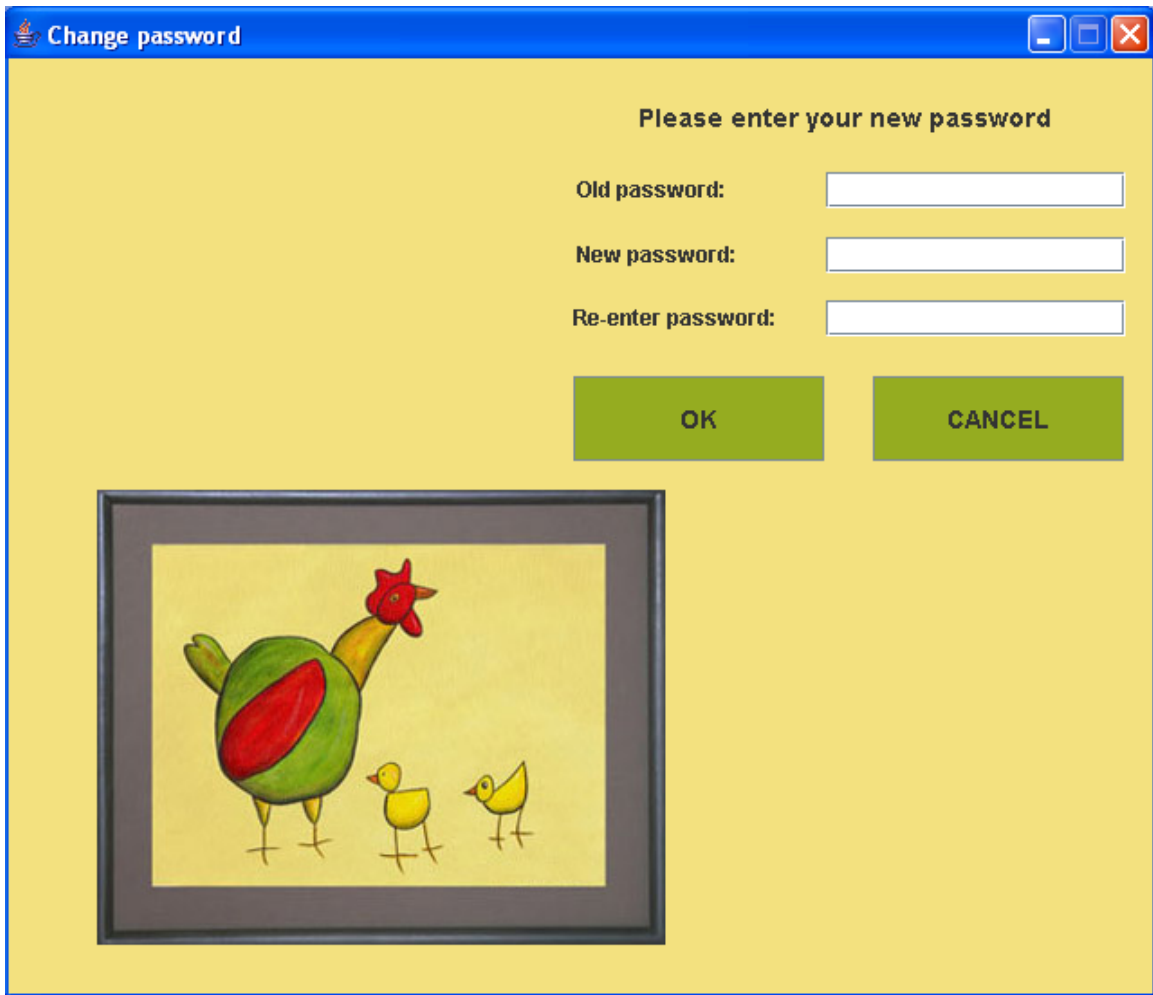 Change password
Please enter your new password
Old password:
New password:
Re-enter password:
OK
CANCEL